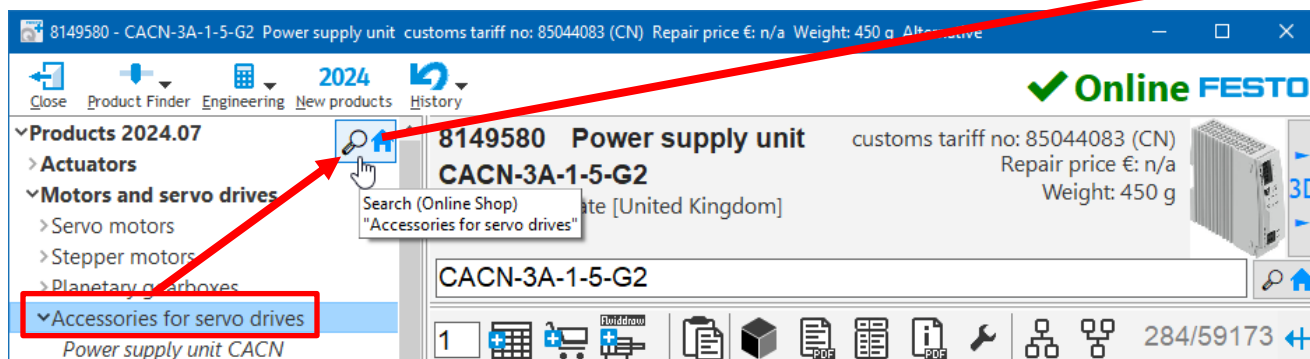 8149580 - CACN-3A-1-5-G2 Power supply unit customs tariff no: 85044083 (CN) Repair price €: n/a Weight: 450 g Alternative
Close Product Finder Engineering 2024 New products History
Online FESTO
Products 2024.07
Actuators
Motors and servo drives
Servo motors
Stepper motors
Planetary gearboxes
Accessories for servo drives
Power supply unit CACN
Search (Online Shop)
"Accessories for servo drives"
8149580 Power supply unit
CACN-3A-1-5-G2
[United Kingdom]
customs tariff no: 85044083 (CN)
Repair price €: n/a
Weight: 450 g
3D
CACN-3A-1-5-G2
1
fluiddraw
PDF
PDF
284/59173